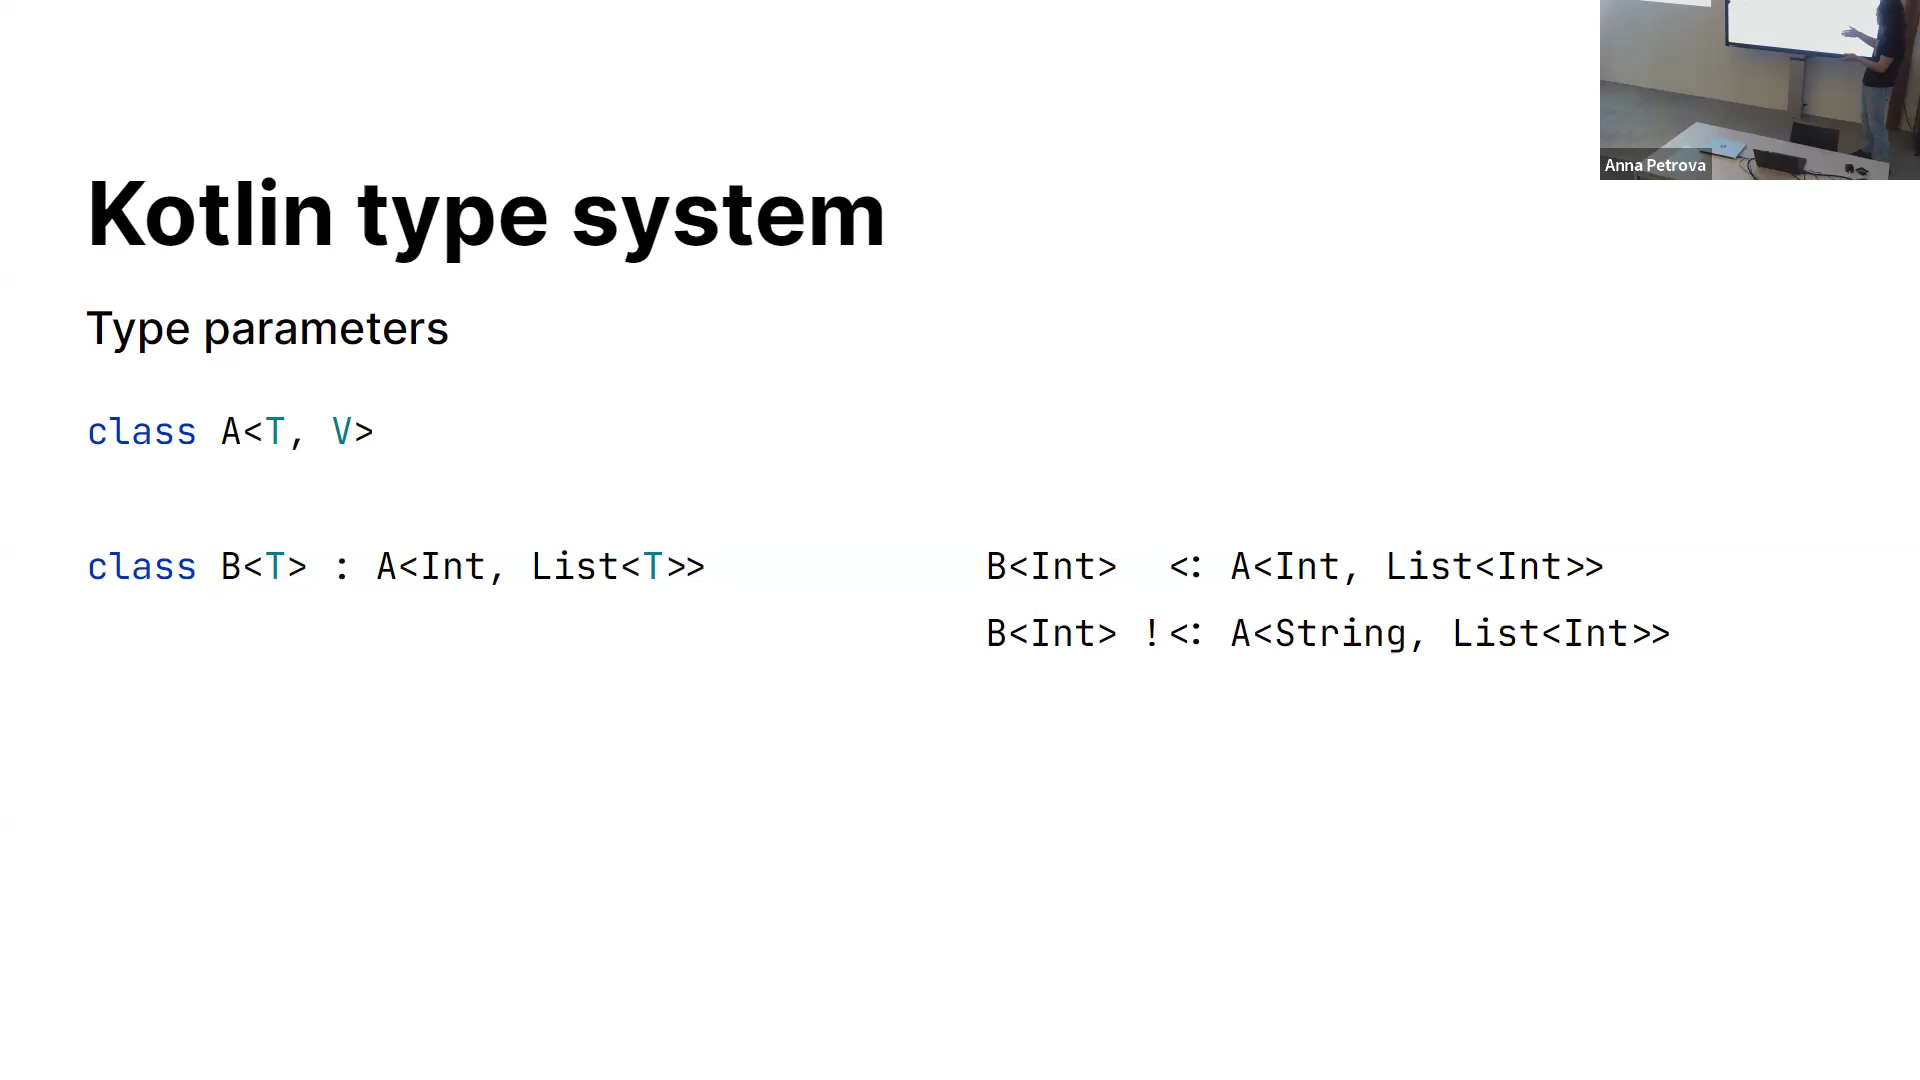 Kotlin type system
Type parameters
class A<T, V>
class B<T> : A<Int, List<T>>
B<Int> <: A<Int, List<Int>>
B<Int> !<: A<String, List<Int>>
Anna Petrova